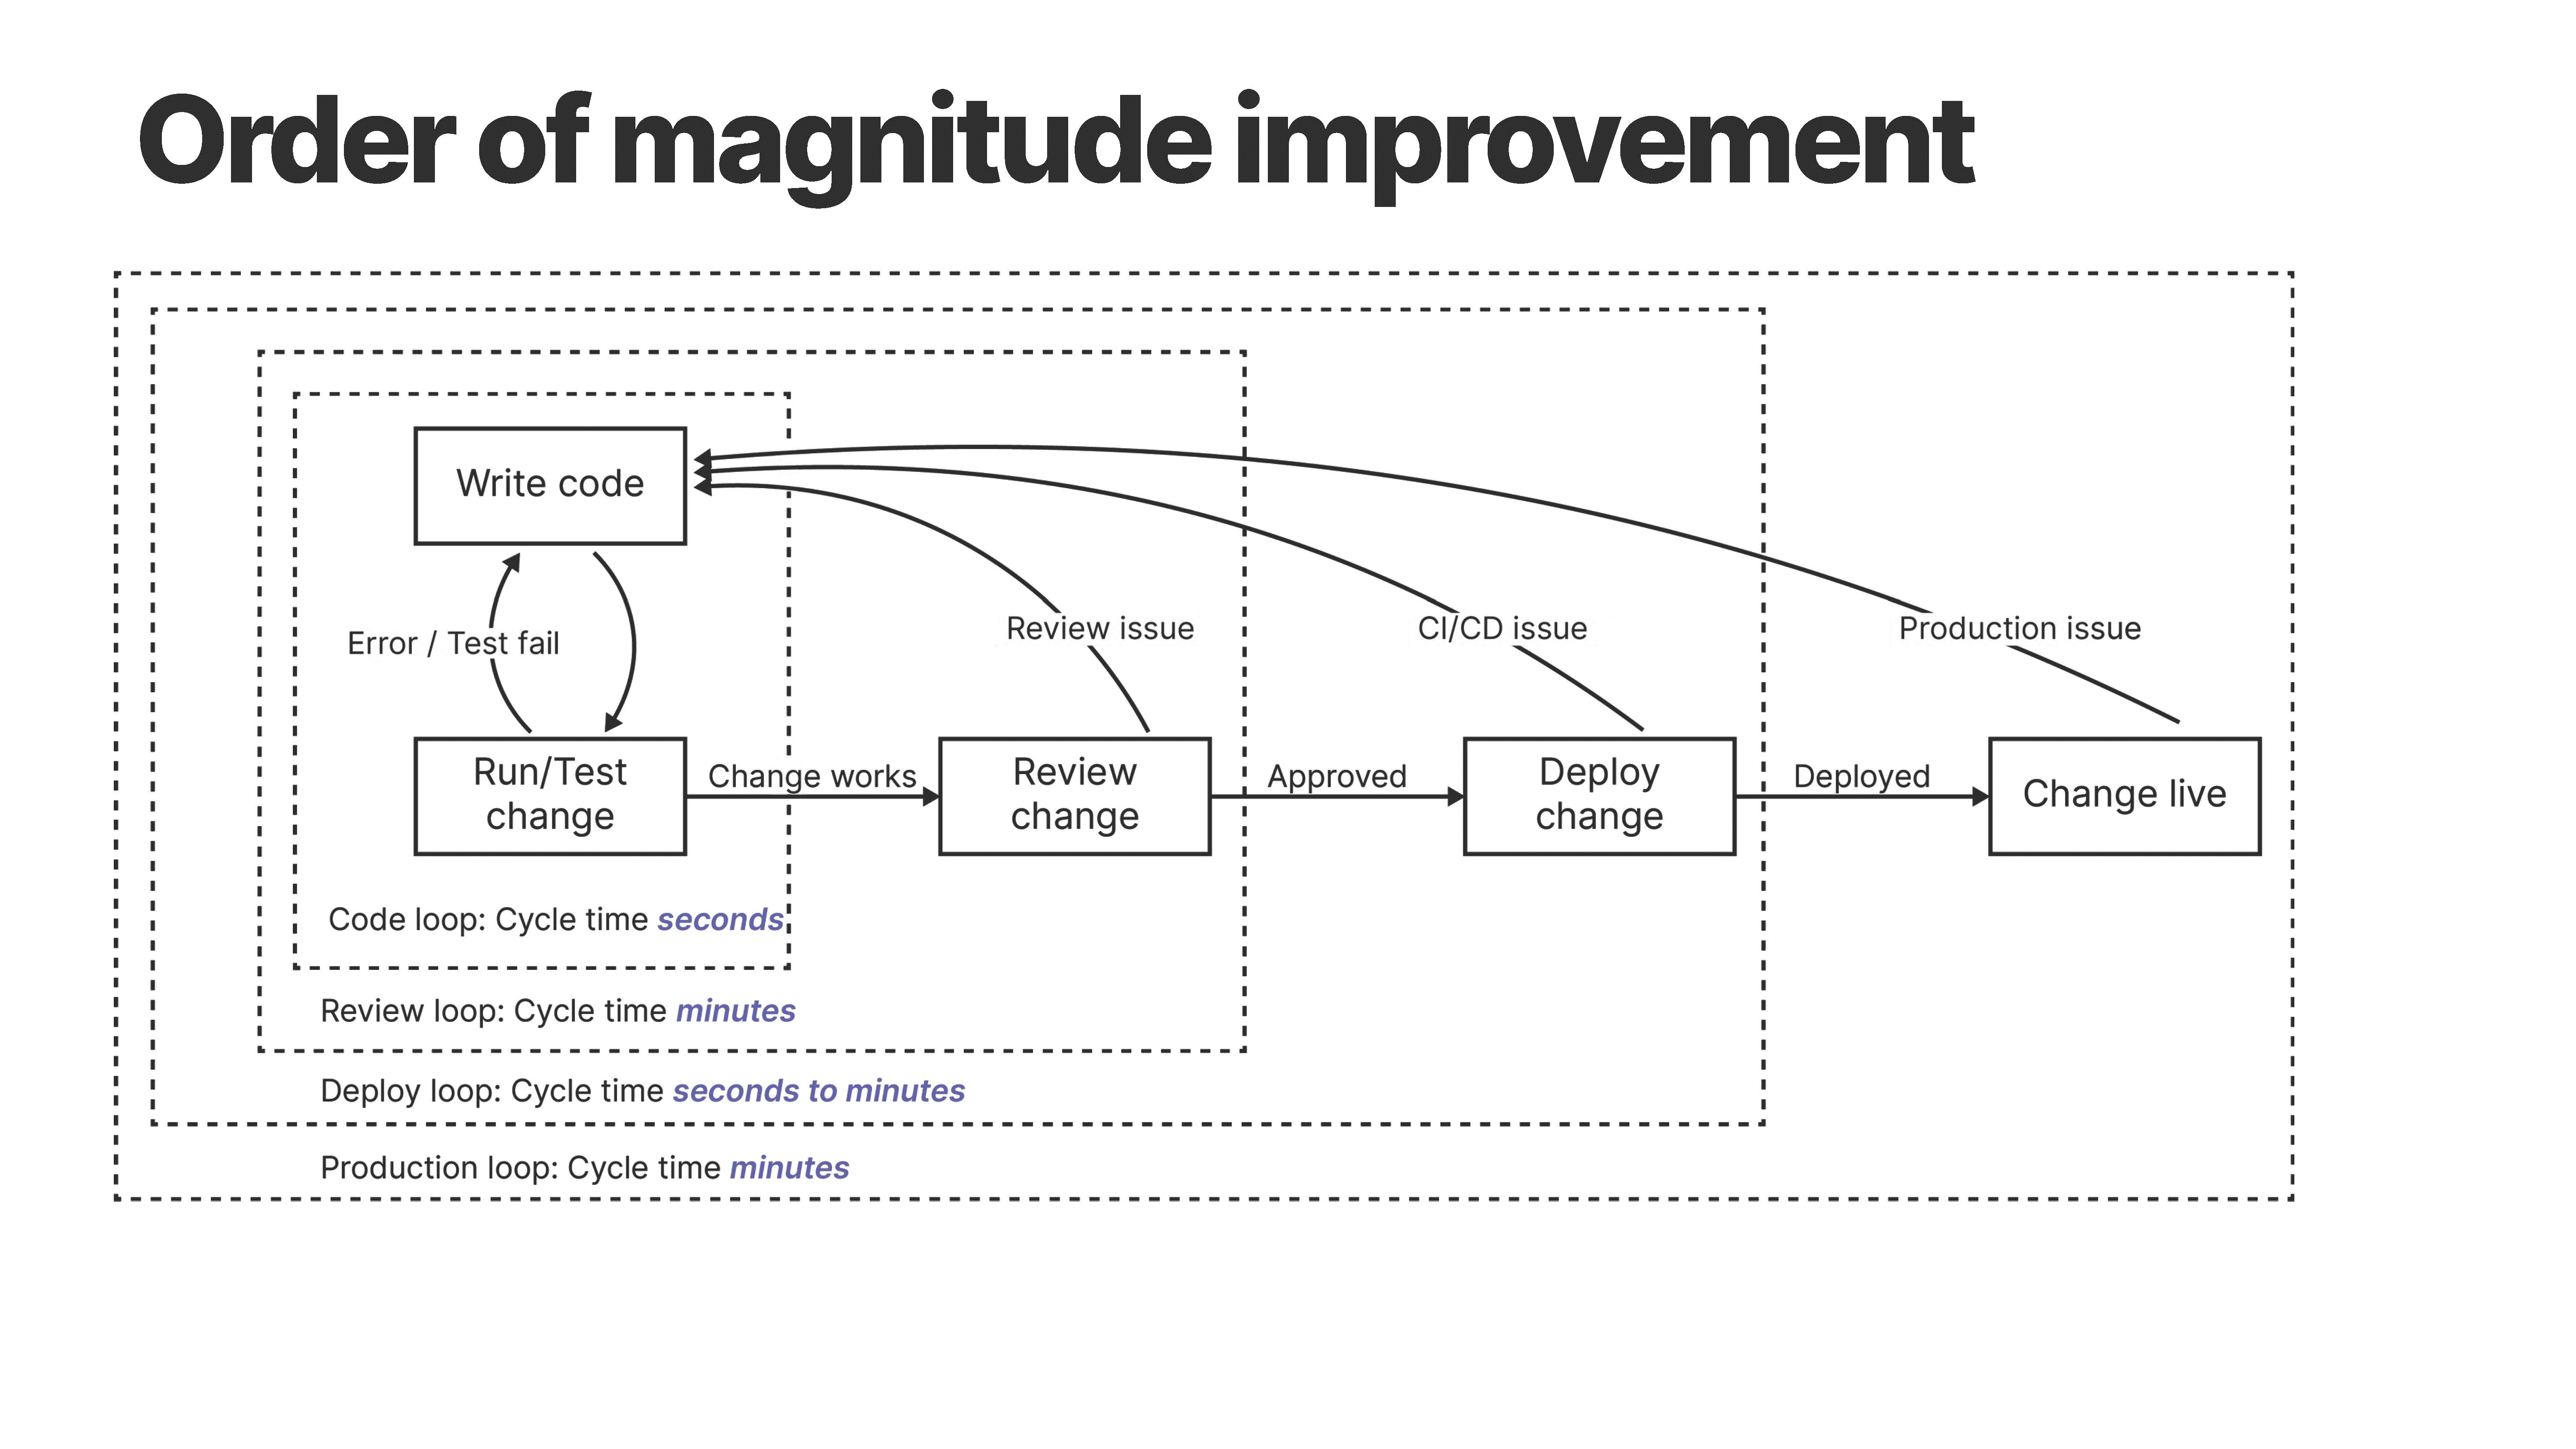 Order of magnitude improvement
Write code
Error / Test fail
Review issue
CI/CD issue
Production issue
Run/Test
change
Change works
Review
change
Approved
Deploy
change
Deployed
Change live
Code loop: Cycle time seconds
Review loop: Cycle time minutes
Deploy loop: Cycle time seconds to minutes
Production loop: Cycle time minutes